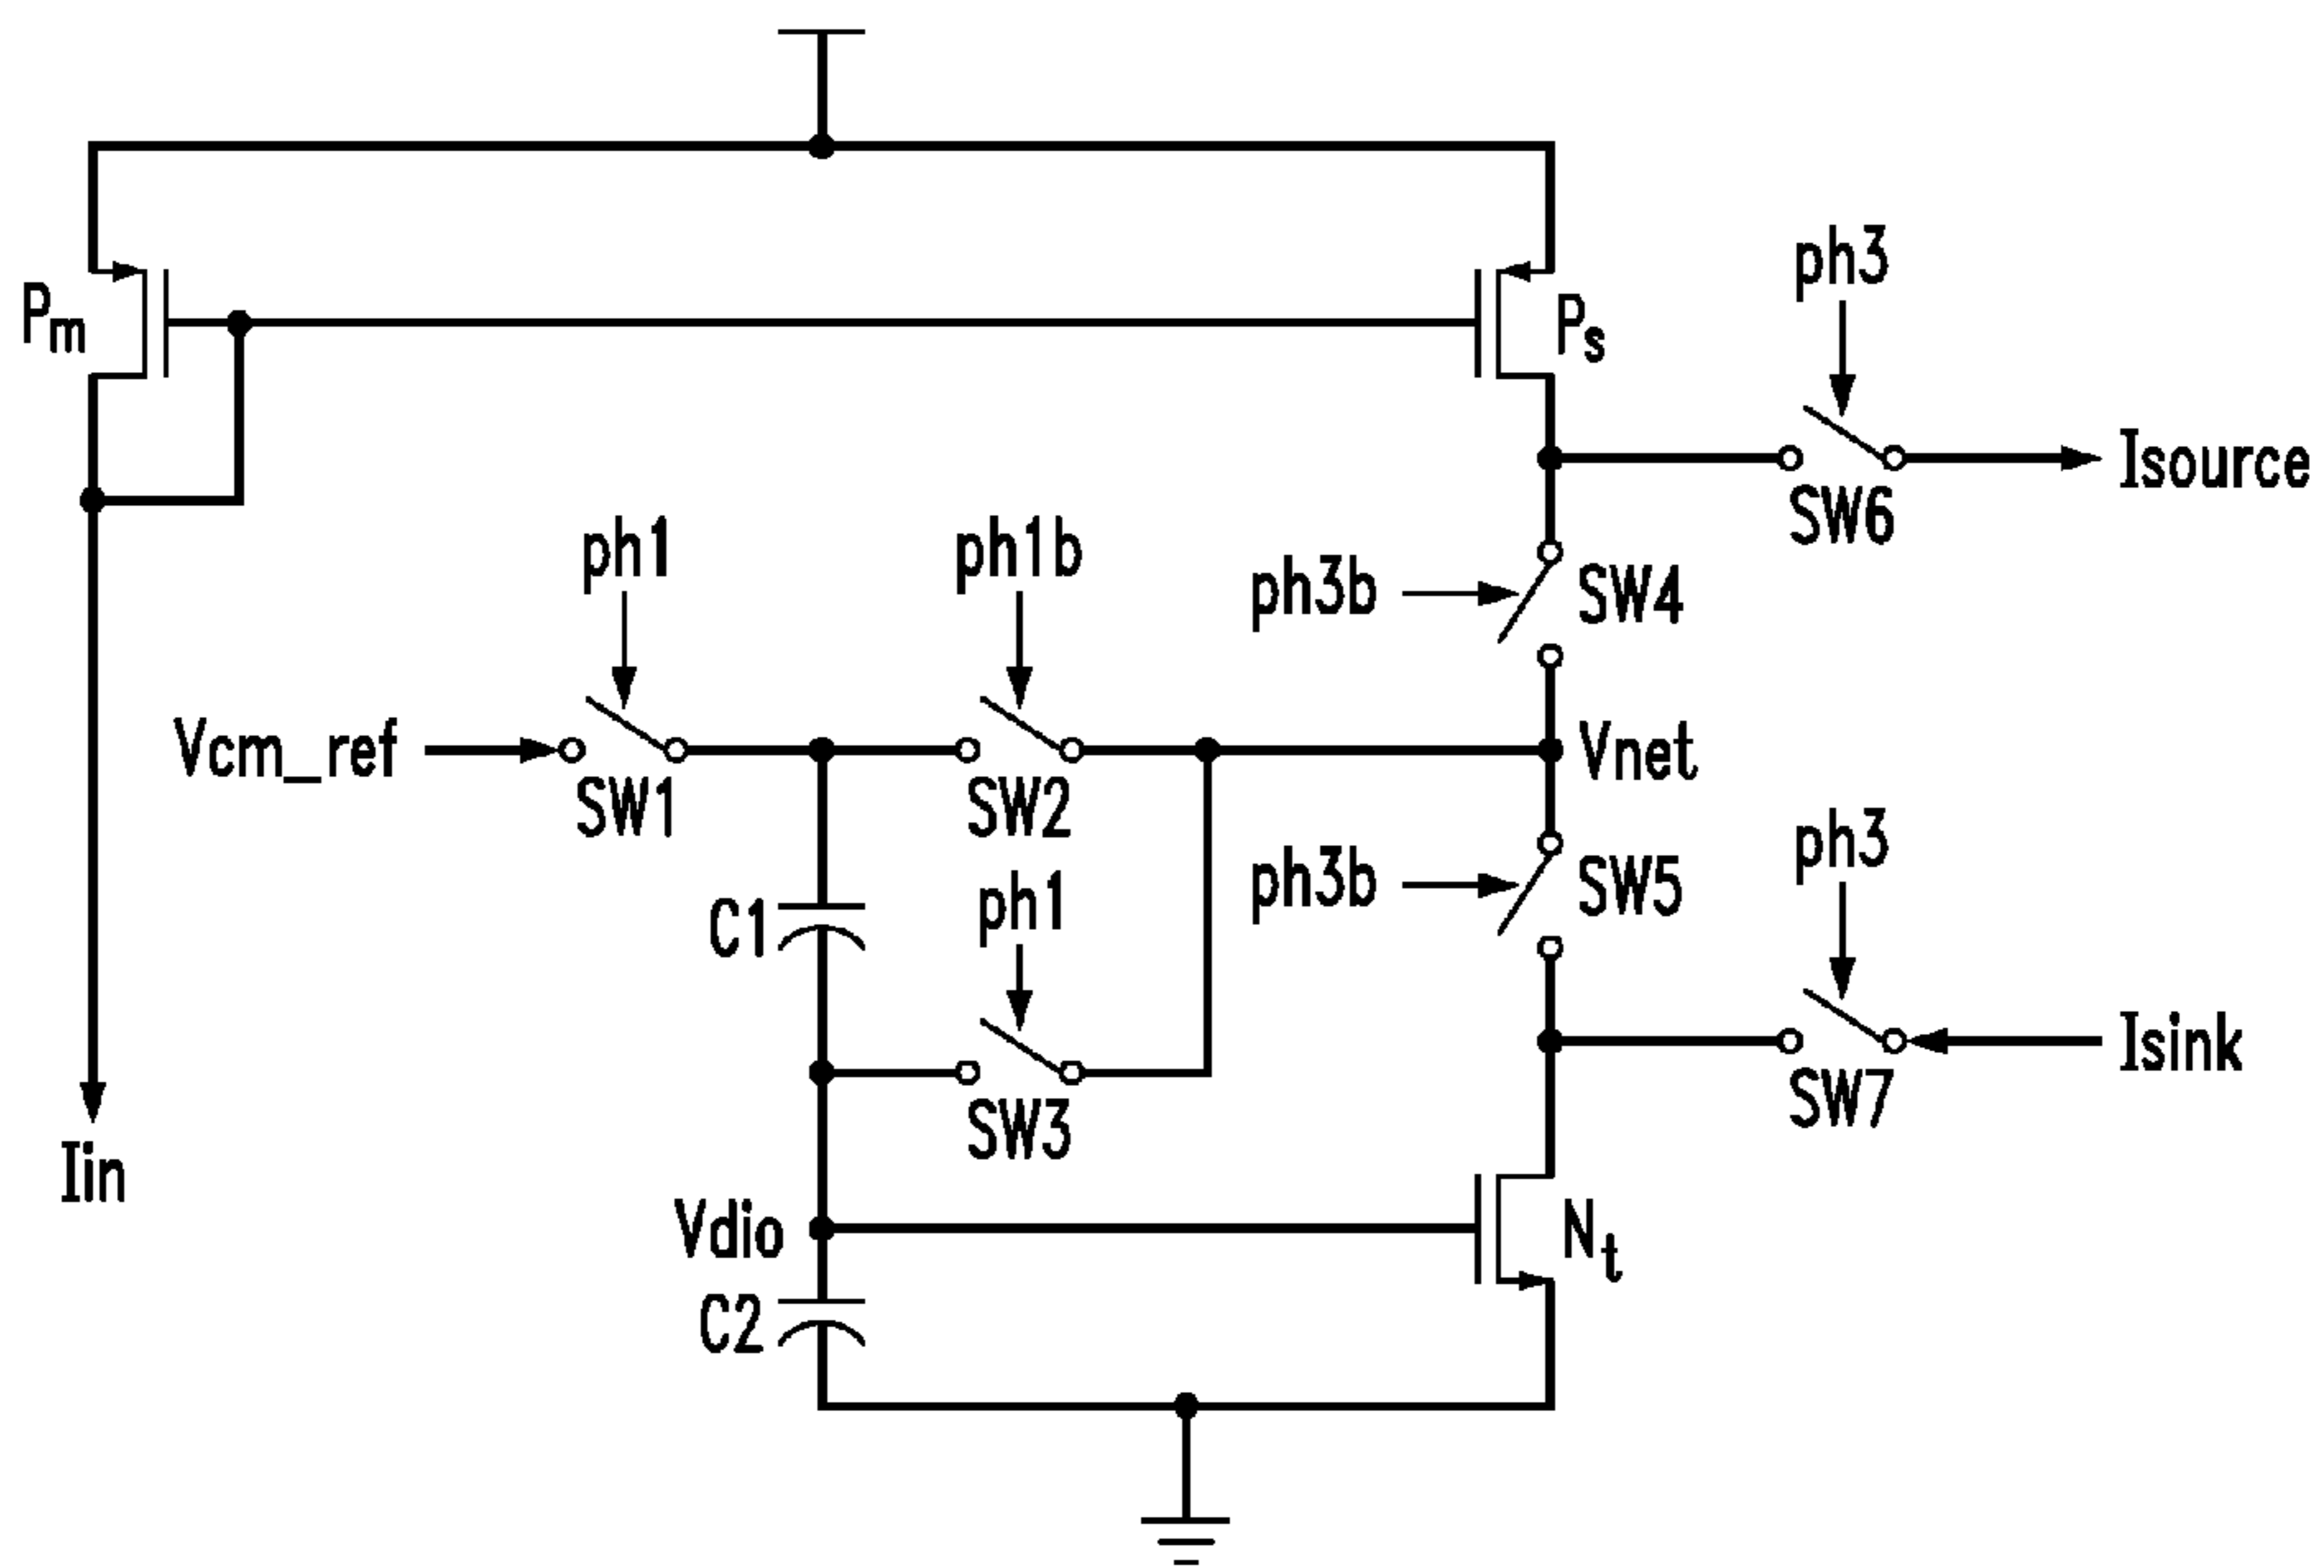 ph3
Pm
Ps
Isource
SW6
ph1
ph1b
ph3b
SW4
Vcm_ref
Vnet
SW1
SW2
ph3
ph3b
SW5
ph1
C1
Isink
SW7
SW3
Iin
Vdio
Nt
C2